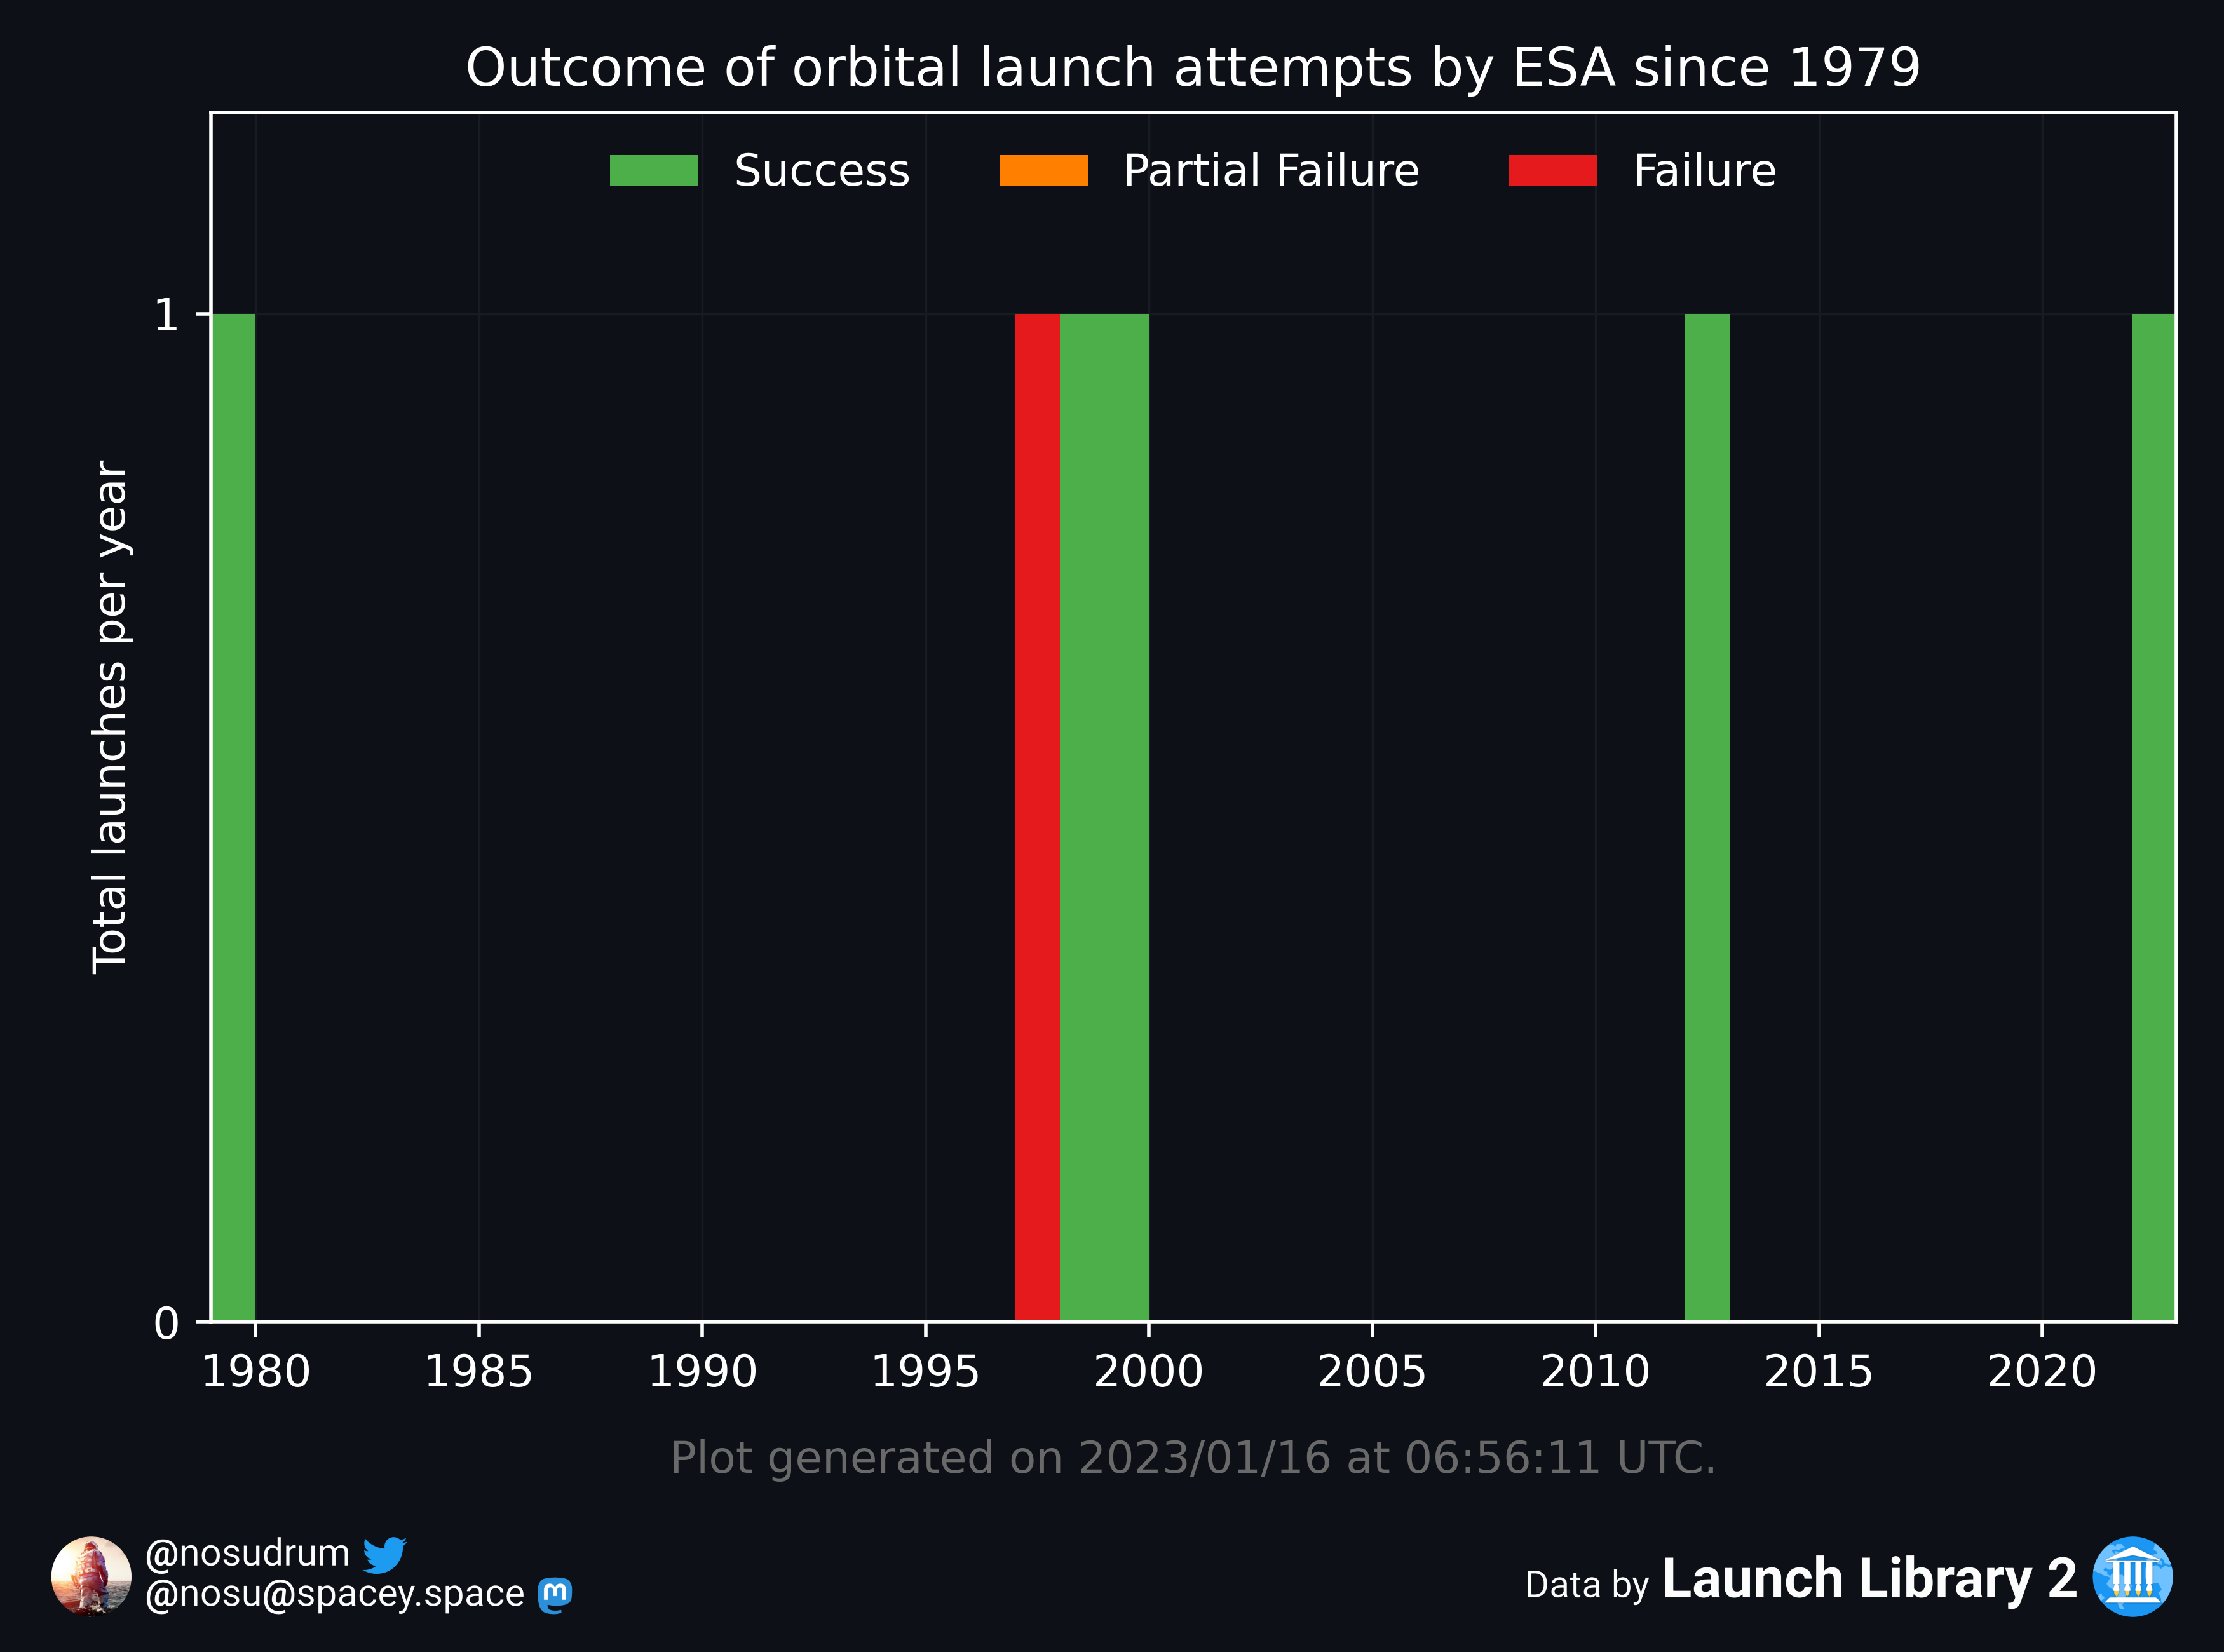 Outcome of orbital launch attempts by ESA since 1979
Success Partial Failure Failure
Total launches per year
1
0
1980 1985 1990 1995 2000 2005 2010 2015 2020
Plot generated on 2023/01/16 at 06:56:11 UTC.
@nosudrum
@nosu@spacey.space
Data by Launch Library 2